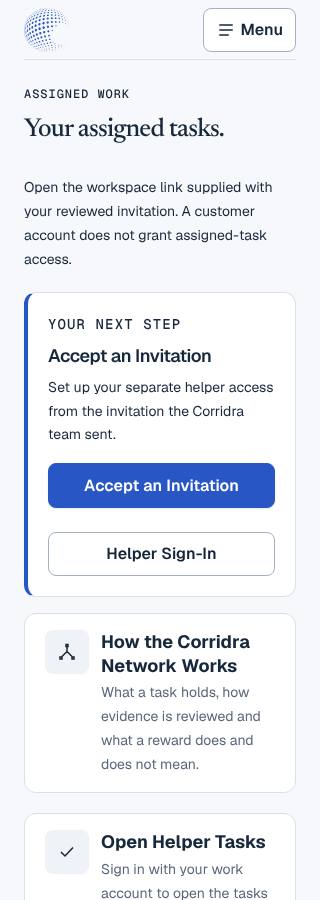 Menu
ASSIGNED WORK
Your assigned tasks.
Open the workspace link supplied with
your reviewed invitation. A customer
account does not grant assigned-task
access.
YOUR NEXT STEP
Accept an Invitation
Set up your separate helper access
from the invitation the Corridra
team sent.
Accept an Invitation
Helper Sign-In
How the Corridra
Network Works
What a task holds, how
evidence is reviewed and
what a reward does and
does not mean.
Open Helper Tasks
Sign in with your work
account to open the tasks